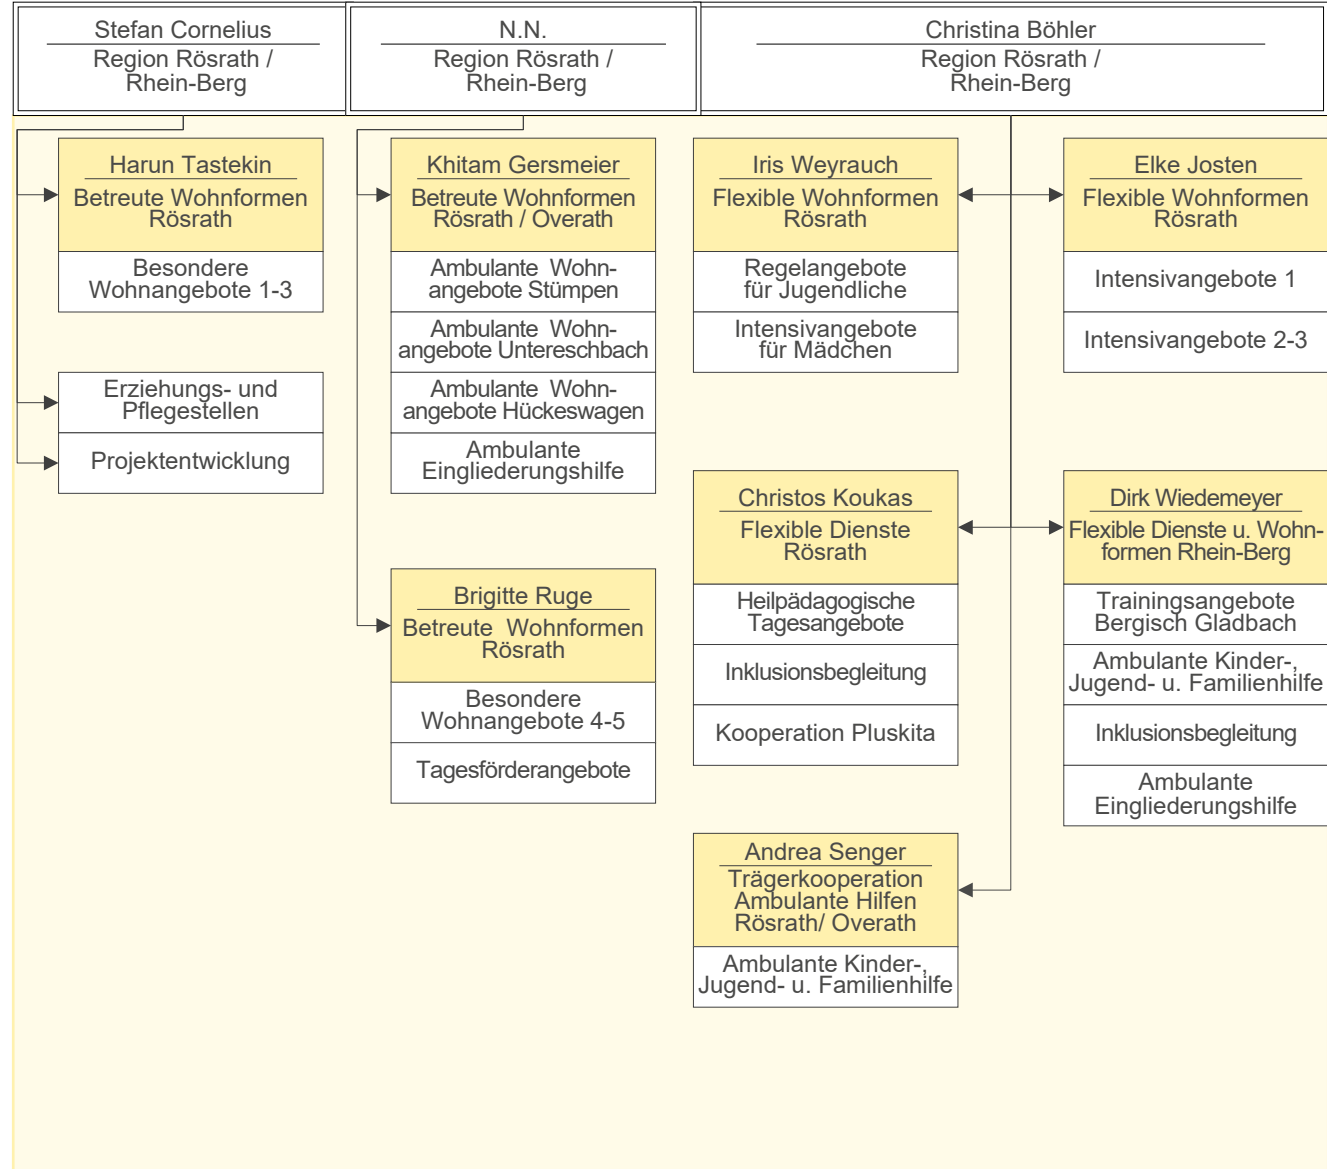 Stefan Cornelius
Region Rösrath /
Rhein-Berg
N.N.
Region Rösrath /
Rhein-Berg
Christina Böhler
Region Rösrath /
Rhein-Berg
Harun Tastekin
Betreute Wohnformen
Rösrath
Besondere
Wohnangebote 1-3
Erziehungs- und
Pflegestellen
Projektentwicklung
Khitam Gersmeier
Betreute Wohnformen
Rösrath / Overath
Ambulante Wohn-
angebote Stümpen
Ambulante Wohn-
angebote Untereschbach
Ambulante Wohn-
angebote Hückeswagen
Ambulante
Eingliederungshilfe
Brigitte Ruge
Betreute Wohnformen
Rösrath
Besondere
Wohnangebote 4-5
Tagesförderangebote
Iris Weyrauch
Flexible Wohnformen
Rösrath
Regelangebote
für Jugendliche
Intensivangebote
für Mädchen
Elke Josten
Flexible Wohnformen
Rösrath
Intensivangebote 1
Intensivangebote 2-3
Christos Koukas
Flexible Dienste
Rösrath
Heilpädagogische
Tagesangebote
Inklusionsbegleitung
Kooperation Pluskita
Dirk Wiedemeyer
Flexible Dienste u. Wohn-
formen Rhein-Berg
Trainingsangebote
Bergisch Gladbach
Ambulante Kinder-,
Jugend- u. Familienhilfe
Inklusionsbegleitung
Ambulante
Eingliederungshilfe
Andrea Senger
Trägerkooperation
Ambulante Hilfen
Rösrath/ Overath
Ambulante Kinder-,
Jugend- u. Familienhilfe